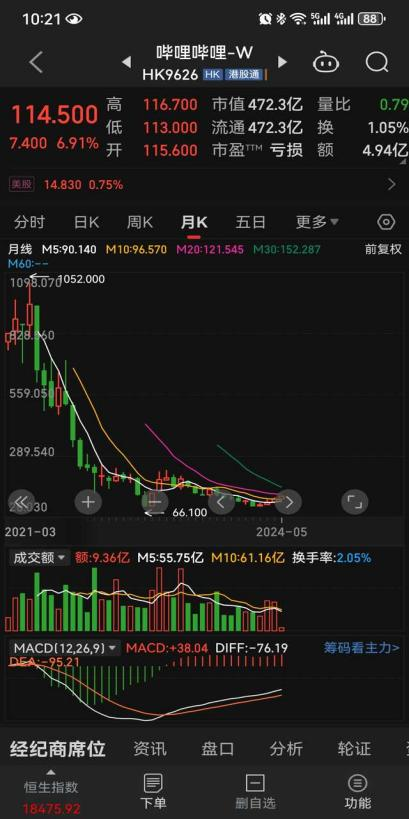 10:21 5G 4G 88
哔哩哔哩-W
HK9626 HK 港股通
114.500 高 116.700 市值 472.3亿 量比 0.79
低 113.000 流通 472.3亿 换 1.05%
7.400 6.91% 开 115.600 市盈TTM 亏损 额 4.94亿
美股 14.830 0.75%
分时 日K 周K 月K 五日 更多
月线 M5:90.140 M10:96.570 M20:121.545 M30:152.287 前复权
M60:--
1098.070 1052.000
559.050
289.540
66.100
2021-03 2024-05
成交额 额:9.36亿 M5:55.75亿 M10:61.16亿 换手率:2.05%
MACD(12,26,9) MACD:+38.04 DIFF:-76.19 筹码看主力>
DEA:-95.21
经纪商席位 资讯 盘口 分析 轮证
恒生指数 下单 删自选 功能
18475.92